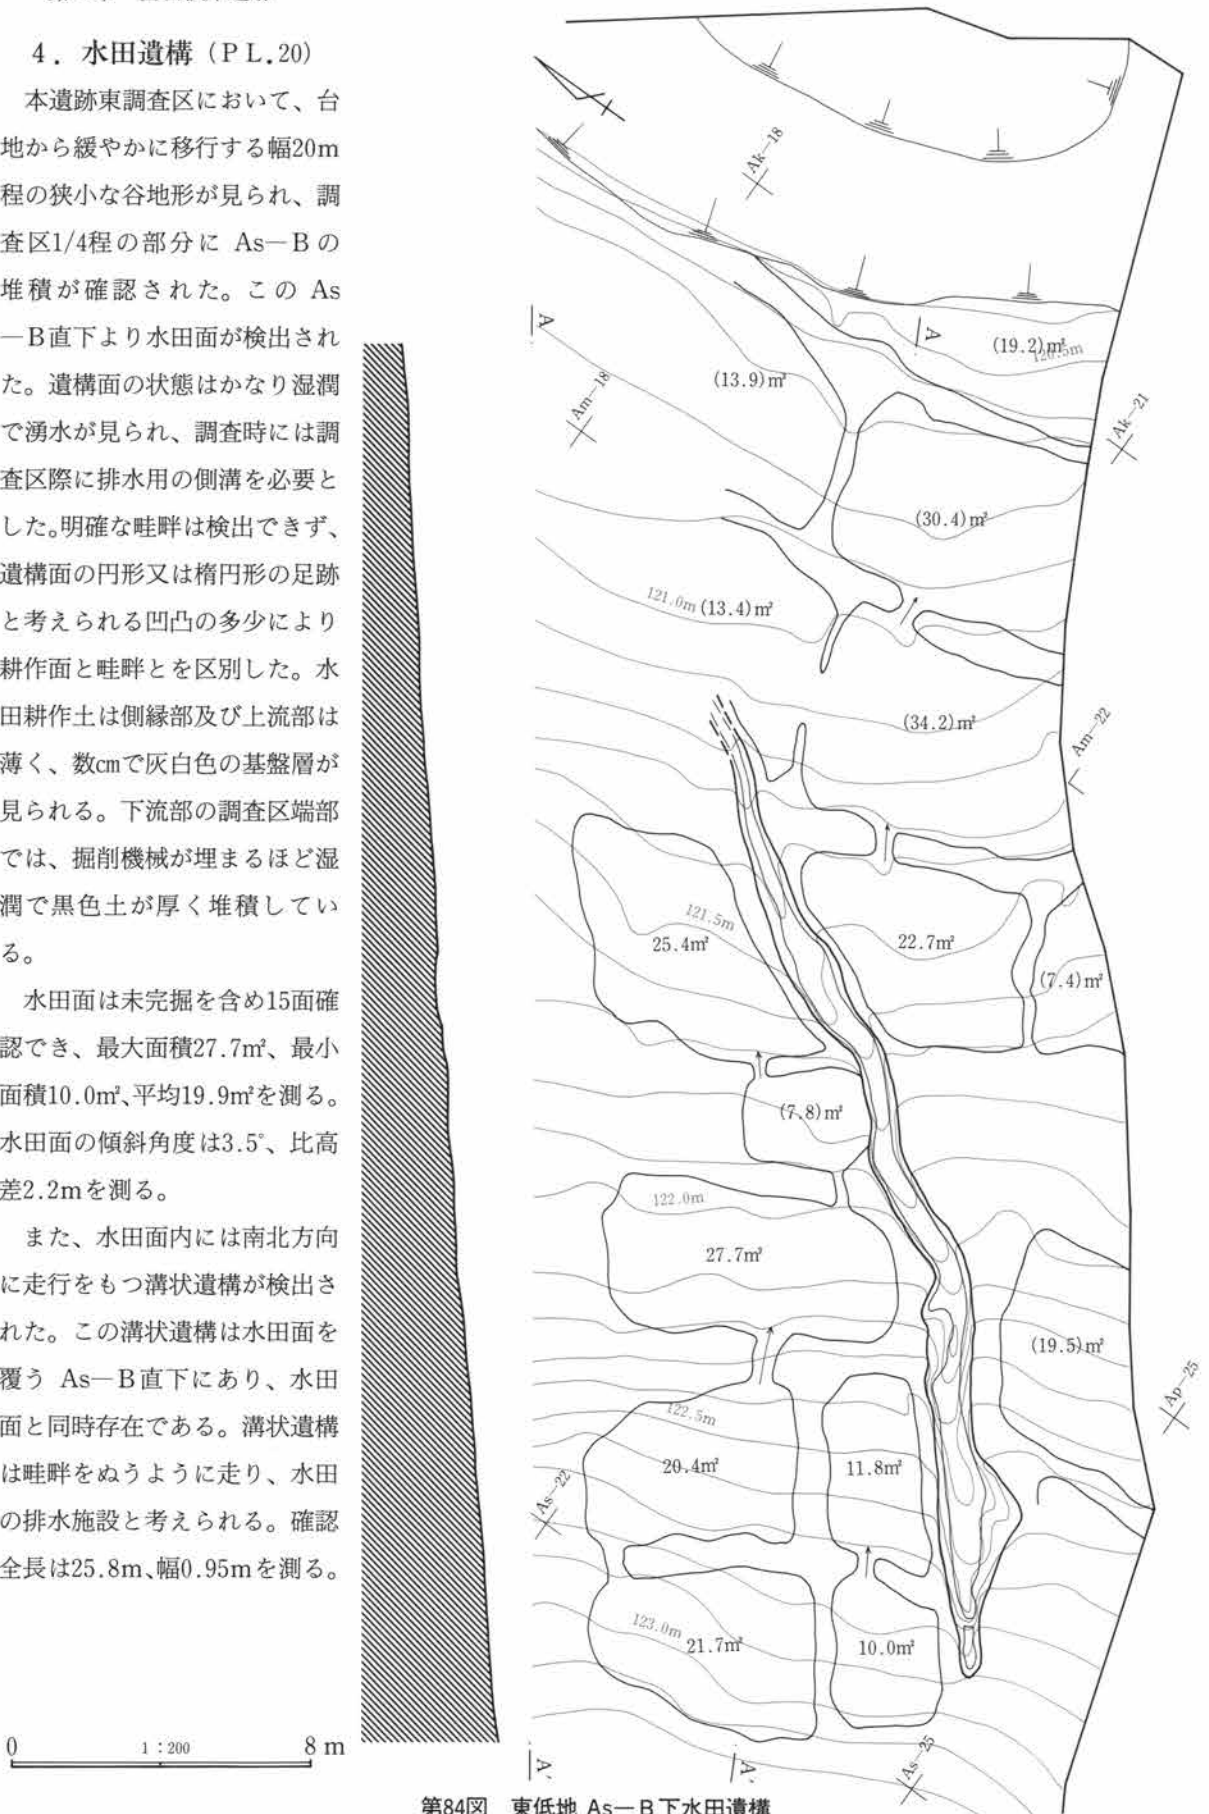 4．水田遺構（ＰＬ.20）
本遺跡東調査区において、台
地から緩やかに移行する幅20m
程の狭小な谷地形が見られ、調
査区1/4程の部分に As―Bの
堆積が確認された。この As
―B直下より水田面が検出され
た。遺構面の状態はかなり湿潤
で湧水が見られ、調査時には調
査区際に排水用の側溝を必要と
した。明確な畦畔は検出できず、
遺構面の円形又は楕円形の足跡
と考えられる凹凸の多少により
耕作面と畦畔とを区別した。水
田耕作土は側縁部及び上流部は
薄く、数㎝で灰白色の基盤層が
見られる。下流部の調査区端部
では、掘削機械が埋まるほど湿
潤で黒色土が厚く堆積してい
る。
水田面は未完掘を含め15面確
認でき、最大面積27.7㎡、最小
面積10.0㎡、平均19.9㎡を測る。
水田面の傾斜角度は3.5°、比高
差2.2mを測る。
また、水田面内には南北方向
に走行をもつ溝状遺構が検出さ
れた。この溝状遺構は水田面を
覆う As―B直下にあり、水田
面と同時存在である。溝状遺構
は畦畔をぬうように走り、水田
の排水施設と考えられる。確認
全長は25.8m、幅0.95mを測る。
0 1：200 8 m
Ak―18
A
A
(19.2)㎡
120.5m
(13.9)㎡
Am―18
Ak―21
(30.4)㎡
121.0m
(13.4)㎡
(34.2)㎡
Am―22
121.5m
25.4㎡
22.7㎡
(7.4)㎡
(7.8)㎡
122.0m
27.7㎡
(19.5)㎡
Ap―25
122.5m
20.4㎡
11.8㎡
As―22
123.0m
21.7㎡
10.0㎡
As―25
A′
A′
第84図　東低地 As―B下水田遺構